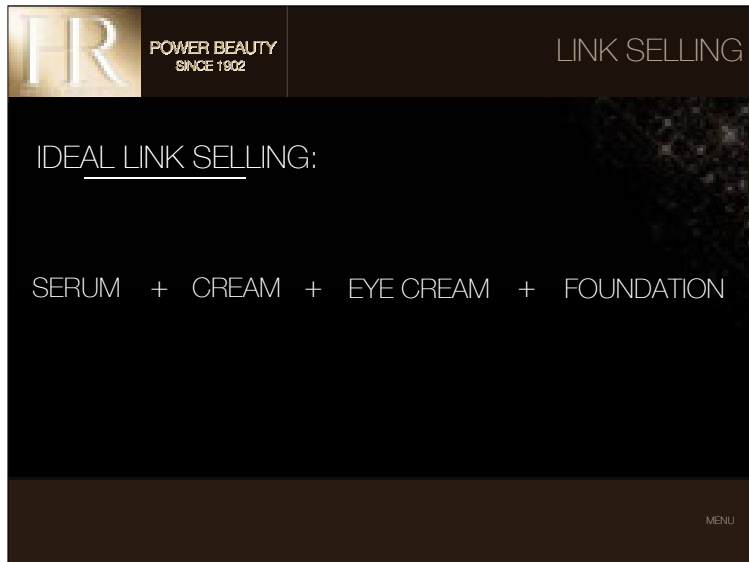 HR
POWER BEAUTY
SINCE 1902
LINK SELLING
IDEAL LINK SELLING:
SERUM + CREAM + EYE CREAM + FOUNDATION
MENU